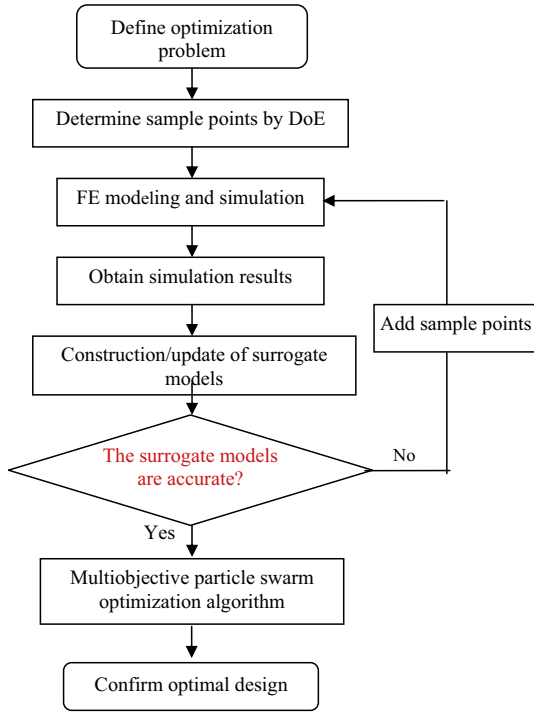 Define optimization
problem
Determine sample points by DoE
FE modeling and simulation
Obtain simulation results
Add sample points
Construction/update of surrogate
models
The surrogate models
are accurate?
No
Yes
Multiobjective particle swarm
optimization algorithm
Confirm optimal design